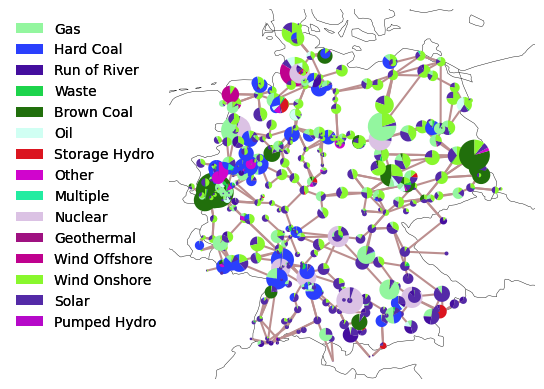 Gas
Hard Coal
Run of River
Waste
Brown Coal
Oil
Storage Hydro
Other
Multiple
Nuclear
Geothermal
Wind Offshore
Wind Onshore
Solar
Pumped Hydro